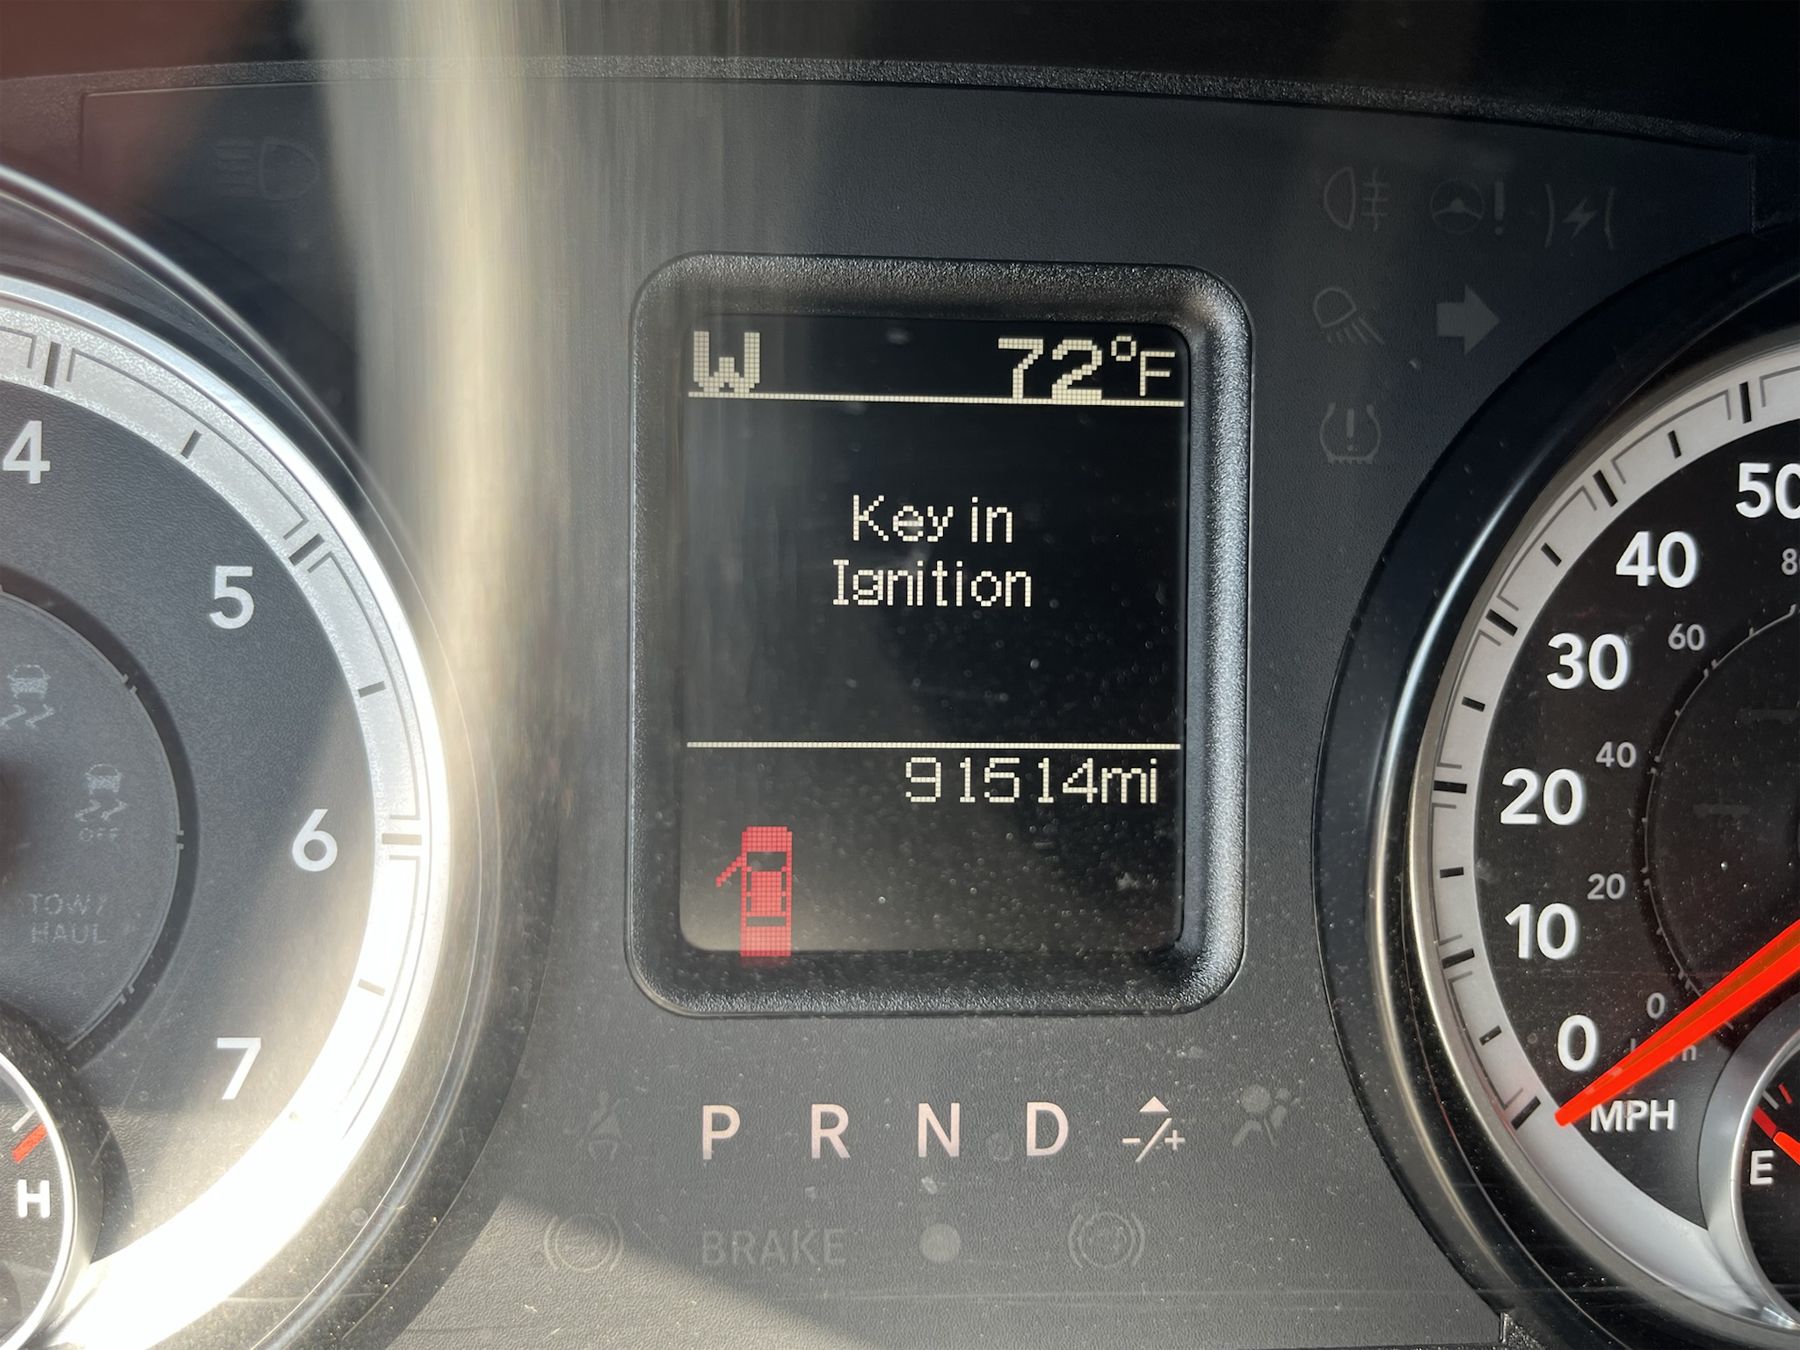 W 72°F
Key in
Ignition
91514mi
4
5
6
7
OFF
TOW/
HAUL
H
50
40
30
20
10
0
80
60
40
20
0
km/h
MPH
E
P R N D -/+
BRAKE